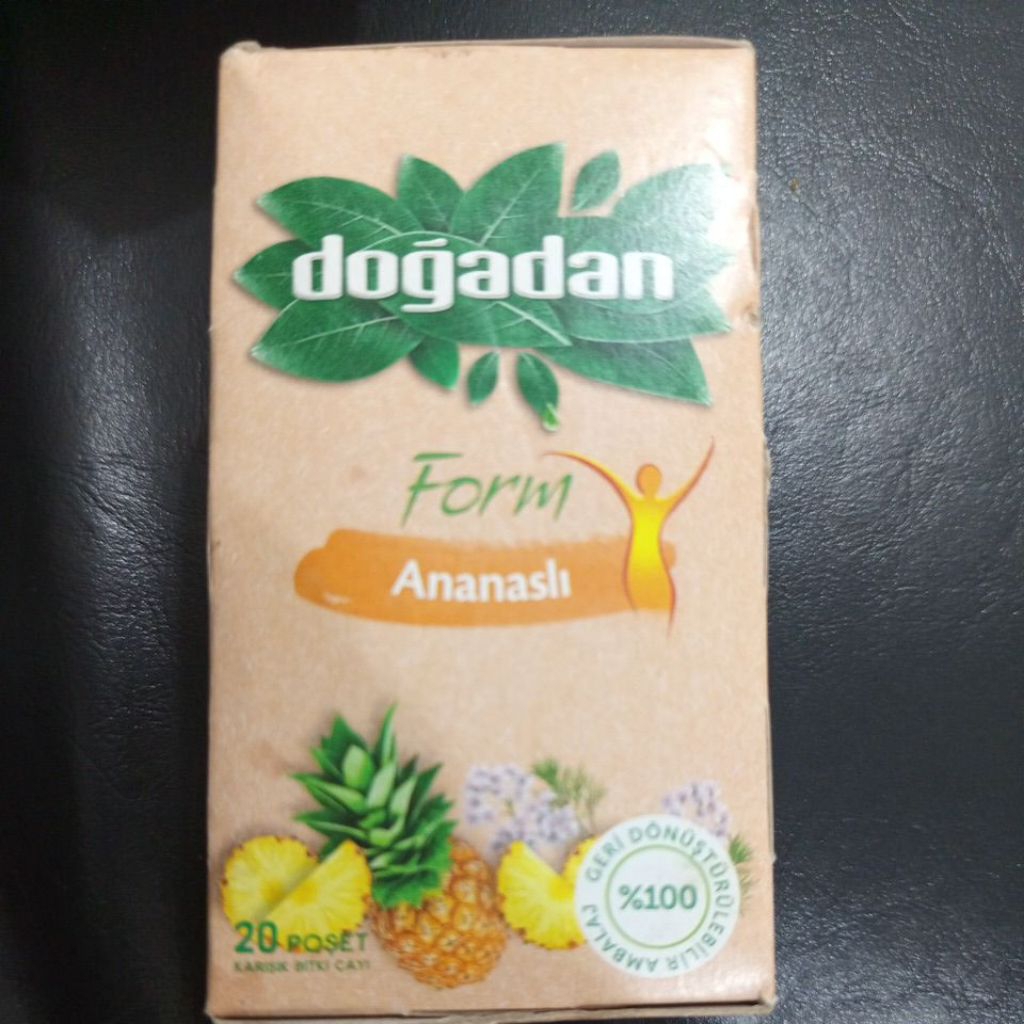 doğadan
Form
Ananaslı
GERİ DÖNÜŞTÜRÜLEBİLİR AMBALAJ
%100
20 POŞET
KARIŞIK BİTKİ ÇAYI